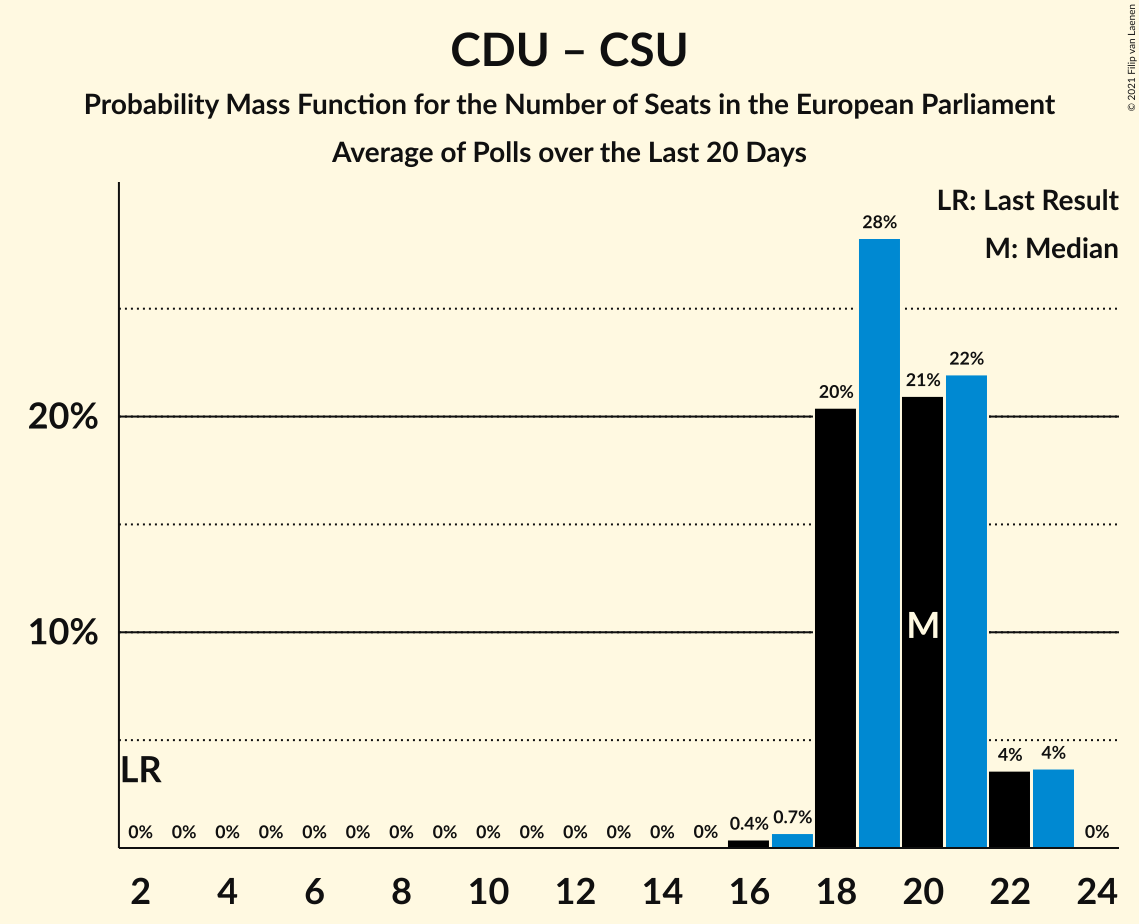 © 2021 Filip van Laenen
CDU – CSU
Probability Mass Function for the Number of Seats in the European Parliament
Average of Polls over the Last 20 Days
LR: Last Result
M: Median
28%
22%
21%
20%
20%
M
10%
LR
4%
4%
0.7%
0.4%
0% 0% 0% 0% 0% 0% 0% 0% 0% 0% 0% 0% 0% 0% 0%
2 4 6 8 10 12 14 16 18 20 22 24